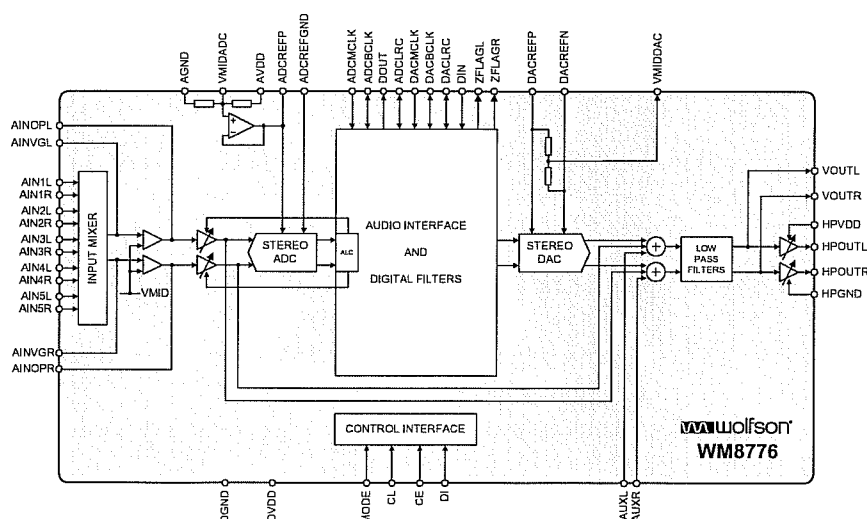 AGND
VMIDADC
AVDD
ADCREFP
ADCREFGND
ADCMCLK
ADCBCLK
DOUT
ADCLRC
DACMCLK
DACBCLK
DACLRC
DIN
ZFLAGL
ZFLAGR
DACREFP
DACREFN
VMIDDAC
AINOPL
AINVGL
AIN1L
AIN1R
AIN2L
AIN2R
AIN3L
AIN3R
AIN4L
AIN4R
AIN5L
AIN5R
AINVGR
AINOPR
INPUT MIXER
VMID
+
−
STEREO
ADC
ALC
AUDIO INTERFACE
AND
DIGITAL FILTERS
STEREO
DAC
+
+
LOW
PASS
FILTERS
VOUTL
VOUTR
HPVDD
HPOUTL
HPOUTR
HPGND
CONTROL INTERFACE
wolfson
WM8776
DGND
DVDD
MODE
CL
CE
DI
AUXL
AUXR